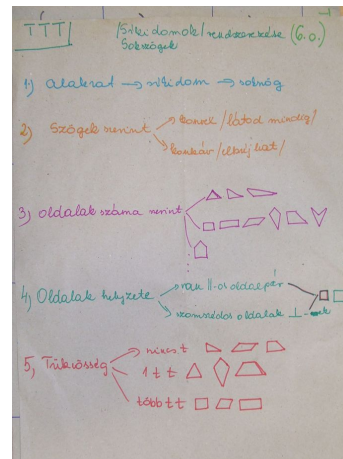 TTT
/Síkidomok/ rendszerezése (6.o.)
Sokszögek
1) Alakzat → síkidom → sokszög
2) Szögek szerint → konvex /látod mindig/
→ konkáv /elbújhat/
3) Oldalak száma szerint
4) Oldalak helyzete → van ||-os oldalpár
→ szomszédos oldalak ⊥-ek
5, Tükrösség → nincs t
1 t t
több t t